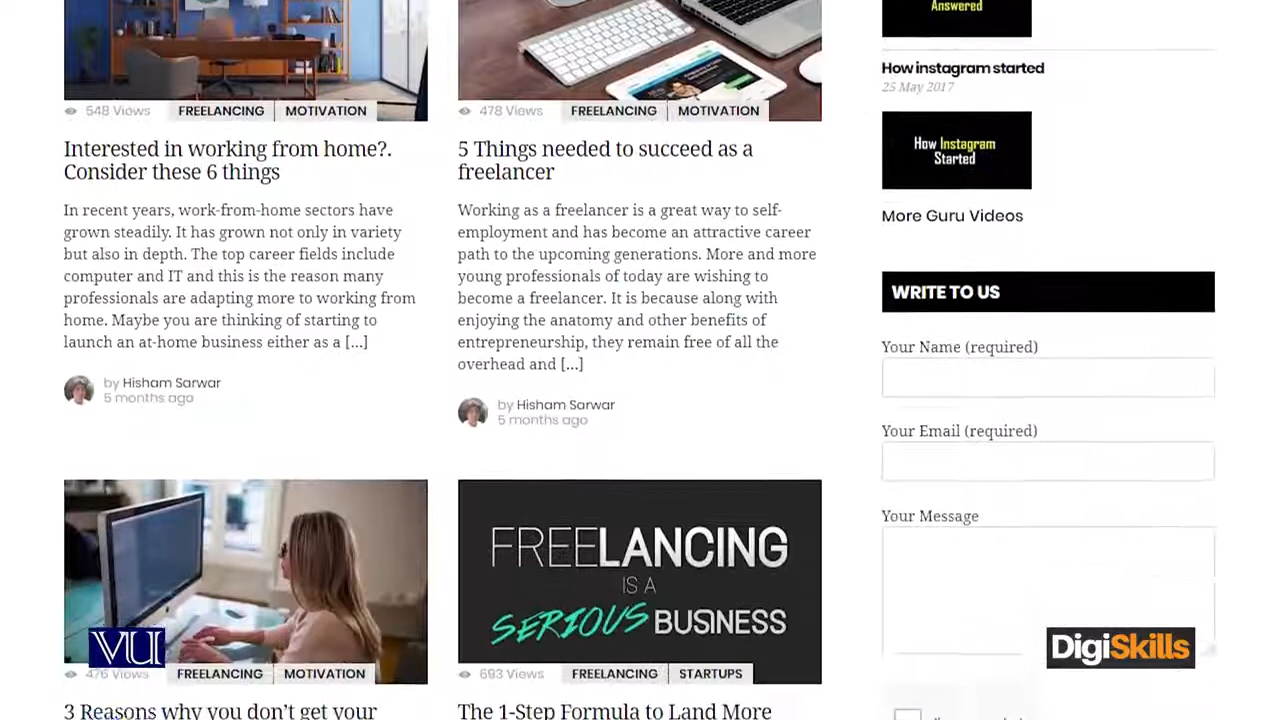 548 Views FREELANCING MOTIVATION
Interested in working from home?.
Consider these 6 things
In recent years, work-from-home sectors have
grown steadily. It has grown not only in variety
but also in depth. The top career fields include
computer and IT and this is the reason many
professionals are adapting more to working from
home. Maybe you are thinking of starting to
launch an at-home business either as a [...]
by Hisham Sarwar
5 months ago
478 Views FREELANCING MOTIVATION
5 Things needed to succeed as a
freelancer
Working as a freelancer is a great way to self-
employment and has become an attractive career
path to the upcoming generations. More and more
young professionals of today are wishing to
become a freelancer. It is because along with
enjoying the anatomy and other benefits of
entrepreneurship, they remain free of all the
overhead and [...]
by Hisham Sarwar
5 months ago
VU
476 Views FREELANCING MOTIVATION
3 Reasons why you don't get your
FREELANCING
IS A
SERIOUS BUSINESS
693 Views FREELANCING STARTUPS
The 1-Step Formula to Land More
Answered
How instagram started
25 May 2017
How Instagram
Started
More Guru Videos
WRITE TO US
Your Name (required)
Your Email (required)
Your Message
DigiSkills